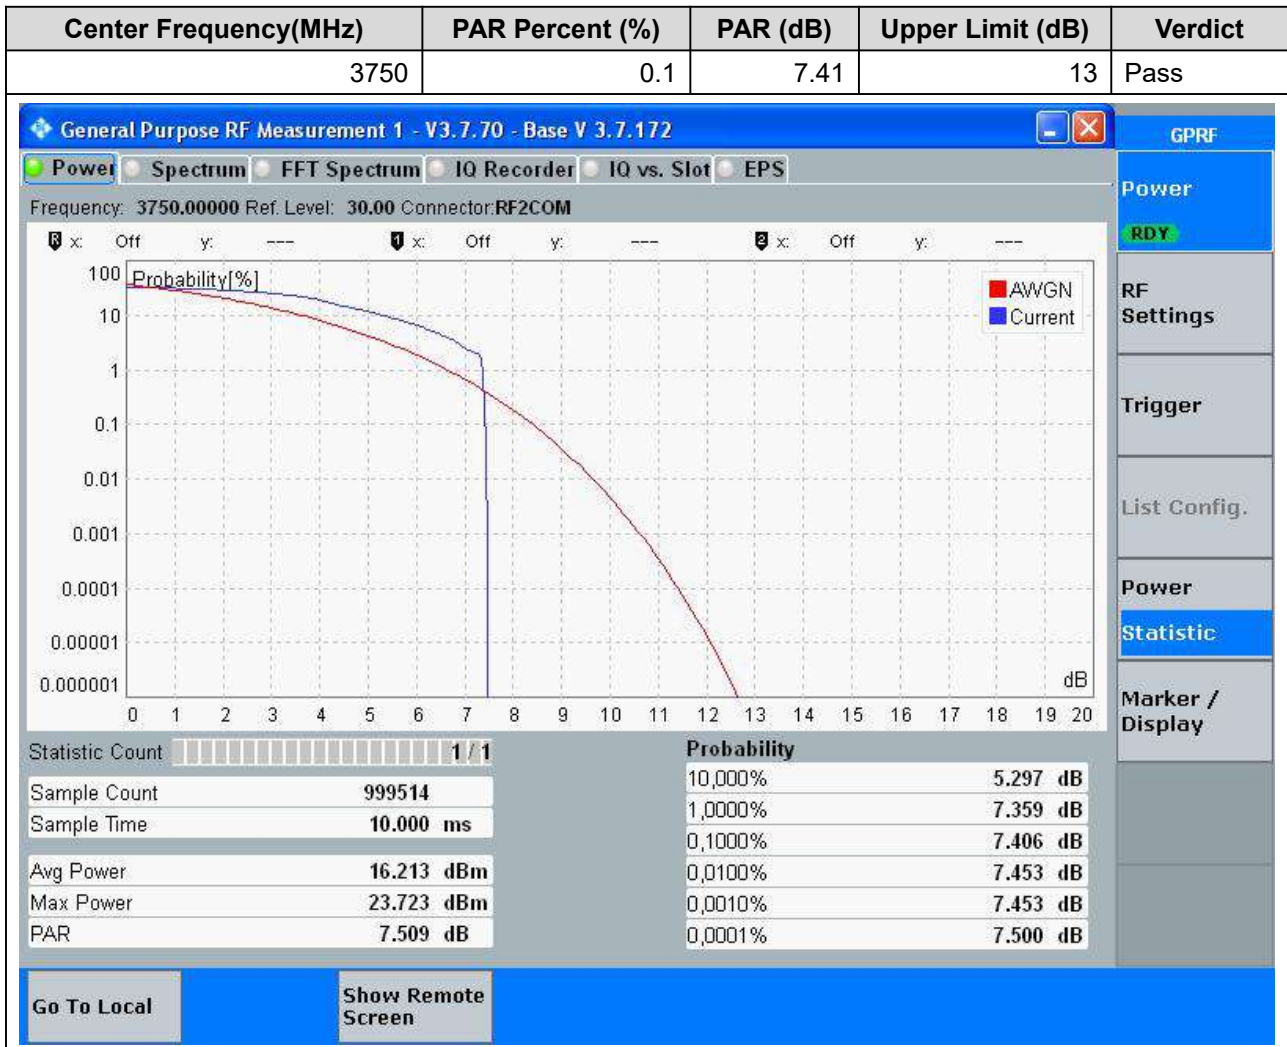 Center Frequency(MHz) PAR Percent (%) PAR (dB) Upper Limit (dB) Verdict
3750 0.1 7.41 13 Pass
General Purpose RF Measurement 1 - V3.7.70 - Base V 3.7.172
GPRF
Power Spectrum FFT Spectrum IQ Recorder IQ vs. Slot EPS
Power
RDY
Frequency: 3750.00000 Ref. Level: 30.00 Connector:RF2COM
R x: Off y: --- 1 x: Off y: --- 2 x: Off y: ---
Probability[%]
AWGN
Current
100
10
1
0.1
0.01
0.001
0.0001
0.00001
0.000001
dB
0 1 2 3 4 5 6 7 8 9 10 11 12 13 14 15 16 17 18 19 20
RF
Settings
Trigger
List Config.
Power
Statistic
Marker /
Display
Statistic Count 1 / 1
Sample Count 999514
Sample Time 10.000 ms
Avg Power 16.213 dBm
Max Power 23.723 dBm
PAR 7.509 dB
Probability
10,000% 5.297 dB
1,0000% 7.359 dB
0,1000% 7.406 dB
0,0100% 7.453 dB
0,0010% 7.453 dB
0,0001% 7.500 dB
Go To Local
Show Remote
Screen